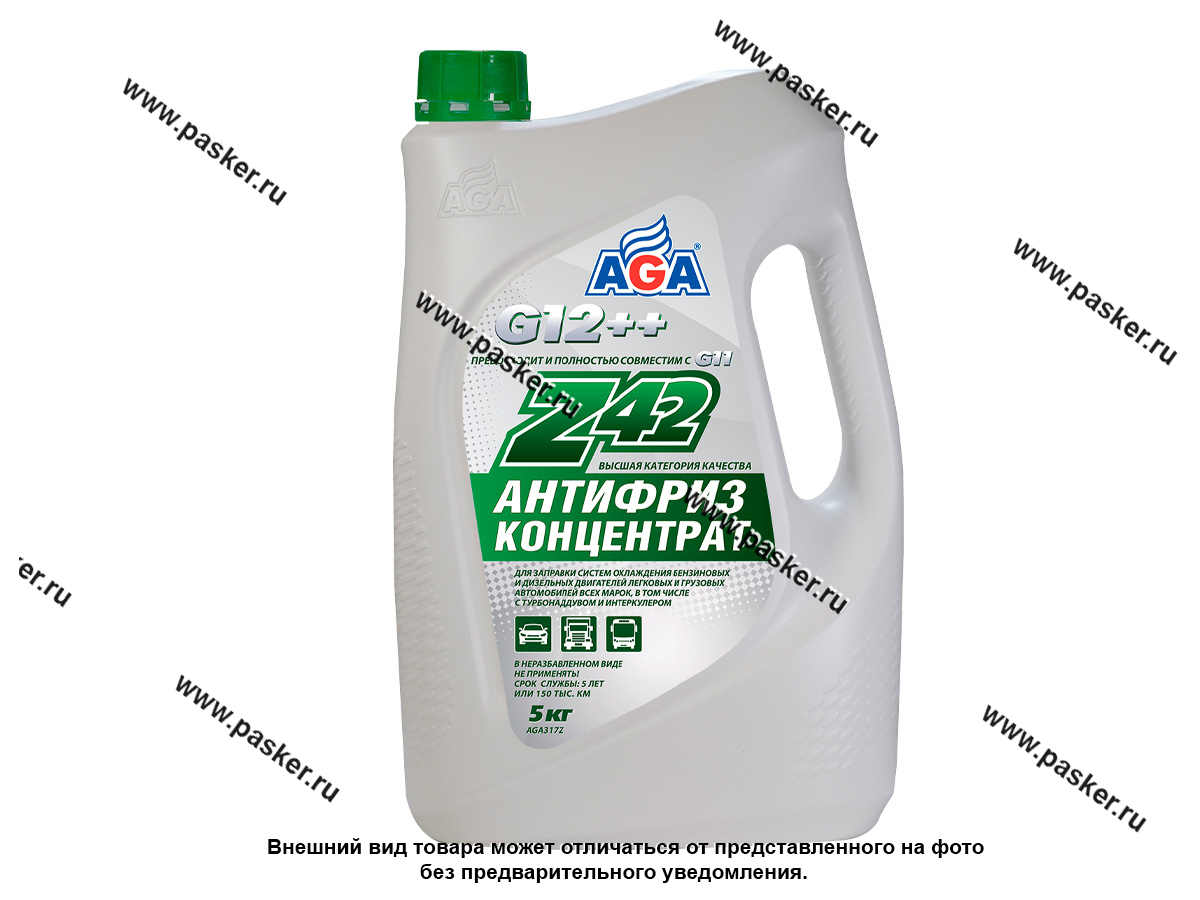 www.pasker.ru
www.pasker.ru
AGA
AGA®
www.pasker.ru
www.pasker.ru
G12++
И ПОЛНОСТЬЮ СОВМЕСТИМ С G11
Z42
ВЫСШАЯ КАТЕГОРИЯ КАЧЕСТВА
АНТИФРИЗ
КОНЦЕНТРАТ
www.pasker.ru
er.ru
ДЛЯ ЗАПРАВКИ СИСТЕМ ОХЛАЖДЕНИЯ БЕНЗИНОВЫХ
И ДИЗЕЛЬНЫХ ДВИГАТЕЛЕЙ ЛЕГКОВЫХ И ГРУЗОВЫХ
АВТОМОБИЛЕЙ ВСЕХ МАРОК, В ТОМ ЧИСЛЕ
С ТУРБОНАДДУВОМ И ИНТЕРКУЛЕРОМ
В НЕРАЗБАВЛЕННОМ ВИДЕ
НЕ ПРИМЕНЯТЬ!
СРОК СЛУЖБЫ: 5 ЛЕТ
ИЛИ 150 ТЫС. КМ
5 кг
AGA317Z
www.pasker.ru
www.pasker.ru
Внешний вид товара может отличаться от представленного на фото
без предварительного уведомления.